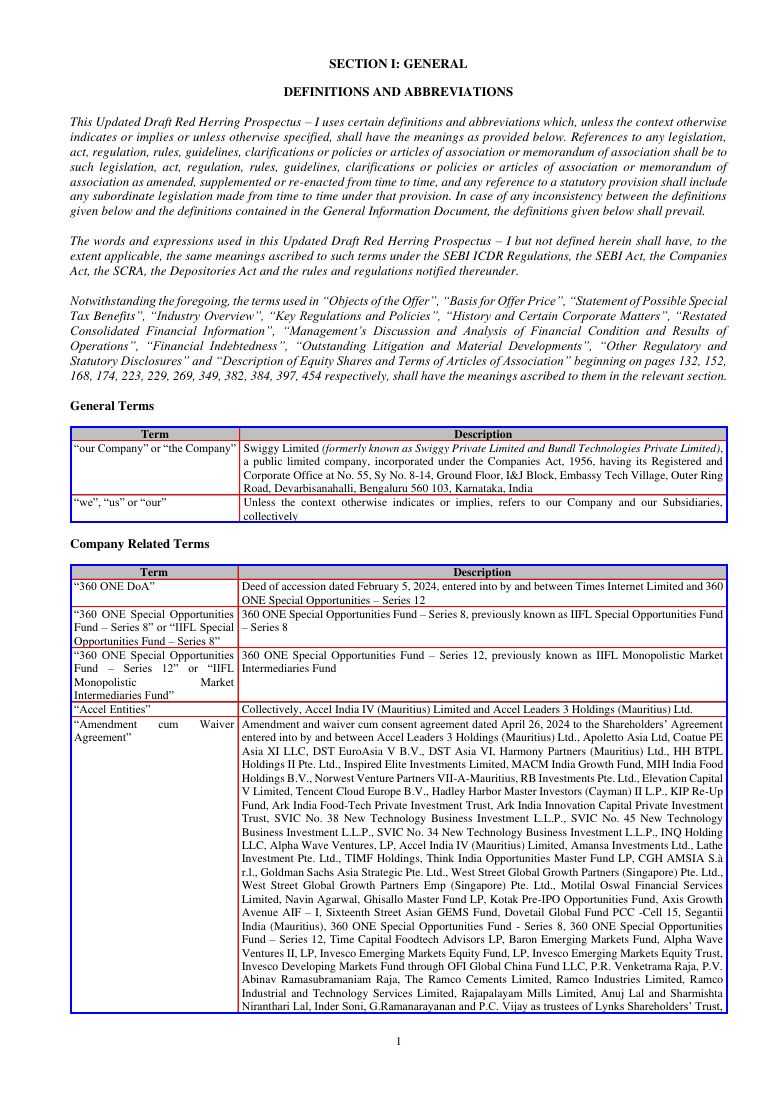 SECTION I: GENERAL
DEFINITIONS AND ABBREVIATIONS
This Updated Draft Red Herring Prospectus – I uses certain definitions and abbreviations which, unless the context otherwise
indicates or implies or unless otherwise specified, shall have the meanings as provided below. References to any legislation,
act, regulation, rules, guidelines, clarifications or policies or articles of association or memorandum of association shall be to
such legislation, act, regulation, rules, guidelines, clarifications or policies or articles of association or memorandum of
association as amended, supplemented or re-enacted from time to time, and any reference to a statutory provision shall include
any subordinate legislation made from time to time under that provision. In case of any inconsistency between the definitions
given below and the definitions contained in the General Information Document, the definitions given below shall prevail.
The words and expressions used in this Updated Draft Red Herring Prospectus – I but not defined herein shall have, to the
extent applicable, the same meanings ascribed to such terms under the SEBI ICDR Regulations, the SEBI Act, the Companies
Act, the SCRA, the Depositories Act and the rules and regulations notified thereunder.
Notwithstanding the foregoing, the terms used in “Objects of the Offer”, “Basis for Offer Price”, “Statement of Possible Special
Tax Benefits”, “Industry Overview”, “Key Regulations and Policies”, “History and Certain Corporate Matters”, “Restated
Consolidated Financial Information”, “Management’s Discussion and Analysis of Financial Condition and Results of
Operations”, “Financial Indebtedness”, “Outstanding Litigation and Material Developments”, “Other Regulatory and
Statutory Disclosures” and “Description of Equity Shares and Terms of Articles of Association” beginning on pages 132, 152,
168, 174, 223, 229, 269, 349, 382, 384, 397, 454 respectively, shall have the meanings ascribed to them in the relevant section.
General Terms
Term Description
“our Company” or “the Company” Swiggy Limited (formerly known as Swiggy Private Limited and Bundl Technologies Private Limited),
a public limited company, incorporated under the Companies Act, 1956, having its Registered and
Corporate Office at No. 55, Sy No. 8-14, Ground Floor, I&J Block, Embassy Tech Village, Outer Ring
Road, Devarbisanahalli, Bengaluru 560 103, Karnataka, India
“we”, “us” or “our” Unless the context otherwise indicates or implies, refers to our Company and our Subsidiaries,
collectively
Company Related Terms
Term Description
“360 ONE DoA” Deed of accession dated February 5, 2024, entered into by and between Times Internet Limited and 360
ONE Special Opportunities – Series 12
“360 ONE Special Opportunities 360 ONE Special Opportunities Fund – Series 8, previously known as IIFL Special Opportunities Fund
Fund – Series 8” or “IIFL Special – Series 8
Opportunities Fund – Series 8”
“360 ONE Special Opportunities 360 ONE Special Opportunities Fund – Series 12, previously known as IIFL Monopolistic Market
Fund – Series 12” or “IIFL Intermediaries Fund
Monopolistic Market
Intermediaries Fund”
“Accel Entities” Collectively, Accel India IV (Mauritius) Limited and Accel Leaders 3 Holdings (Mauritius) Ltd.
“Amendment cum Waiver Amendment and waiver cum consent agreement dated April 26, 2024 to the Shareholders’ Agreement
Agreement” entered into by and between Accel Leaders 3 Holdings (Mauritius) Ltd., Apoletto Asia Ltd, Coatue PE
Asia XI LLC, DST EuroAsia V B.V., DST Asia VI, Harmony Partners (Mauritius) Ltd., HH BTPL
Holdings II Pte. Ltd., Inspired Elite Investments Limited, MACM India Growth Fund, MIH India Food
Holdings B.V., Norwest Venture Partners VII-A-Mauritius, RB Investments Pte. Ltd., Elevation Capital
V Limited, Tencent Cloud Europe B.V., Hadley Harbor Master Investors (Cayman) II L.P., KIP Re-Up
Fund, Ark India Food-Tech Private Investment Trust, Ark India Innovation Capital Private Investment
Trust, SVIC No. 38 New Technology Business Investment L.L.P., SVIC No. 45 New Technology
Business Investment L.L.P., SVIC No. 34 New Technology Business Investment L.L.P., INQ Holding
LLC, Alpha Wave Ventures, LP, Accel India IV (Mauritius) Limited, Amansa Investments Ltd., Lathe
Investment Pte. Ltd., TIMF Holdings, Think India Opportunities Master Fund LP, CGH AMSIA S.à
r.l., Goldman Sachs Asia Strategic Pte. Ltd., West Street Global Growth Partners (Singapore) Pte. Ltd.,
West Street Global Growth Partners Emp (Singapore) Pte. Ltd., Motilal Oswal Financial Services
Limited, Navin Agarwal, Ghisallo Master Fund LP, Kotak Pre-IPO Opportunities Fund, Axis Growth
Avenue AIF – I, Sixteenth Street Asian GEMS Fund, Dovetail Global Fund PCC -Cell 15, Segantii
India (Mauritius), 360 ONE Special Opportunities Fund - Series 8, 360 ONE Special Opportunities
Fund – Series 12, Time Capital Foodtech Advisors LP, Baron Emerging Markets Fund, Alpha Wave
Ventures II, LP, Invesco Emerging Markets Equity Fund, LP, Invesco Emerging Markets Equity Trust,
Invesco Developing Markets Fund through OFI Global China Fund LLC, P.R. Venketrama Raja, P.V.
Abinav Ramasubramaniam Raja, The Ramco Cements Limited, Ramco Industries Limited, Ramco
Industrial and Technology Services Limited, Rajapalayam Mills Limited, Anuj Lal and Sharmishta
Niranthari Lal, Inder Soni, G.Ramanarayanan and P.C. Vijay as trustees of Lynks Shareholders’ Trust,
1